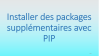 Installer des packages
supplémentaires avec
PIP